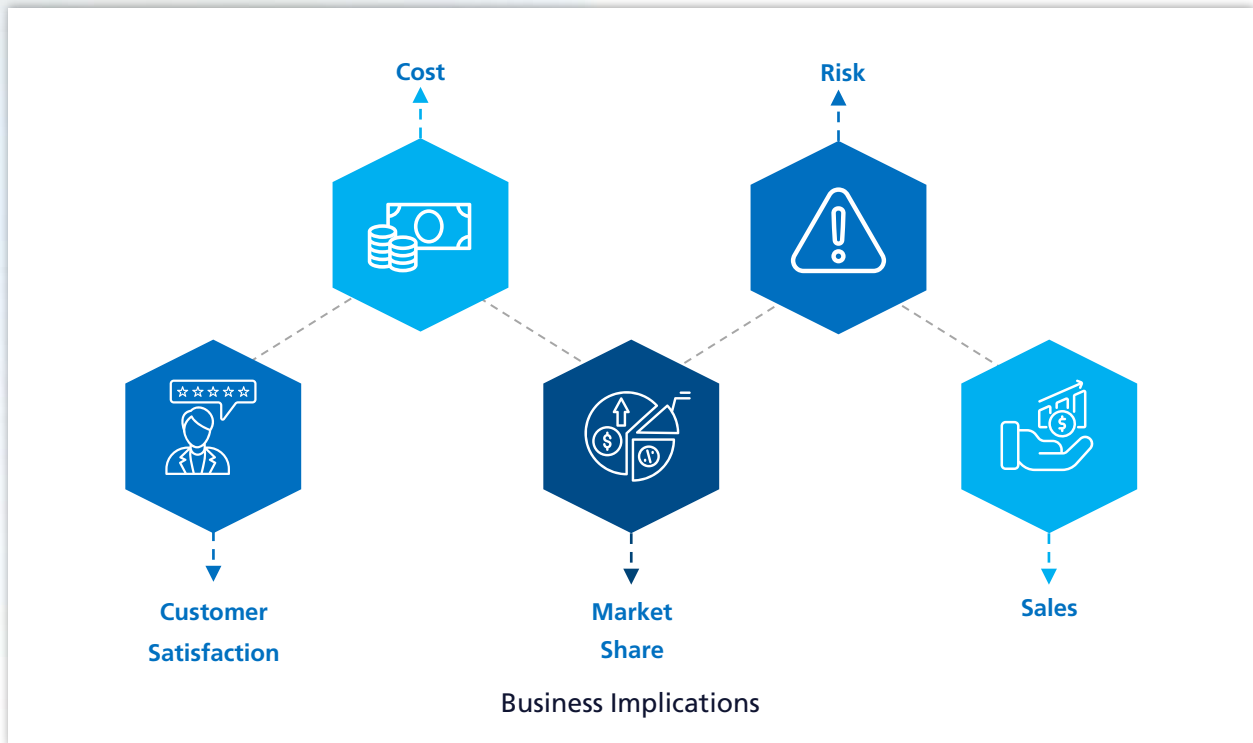 Cost
Risk
Customer
Satisfaction
Market
Share
Sales
Business Implications